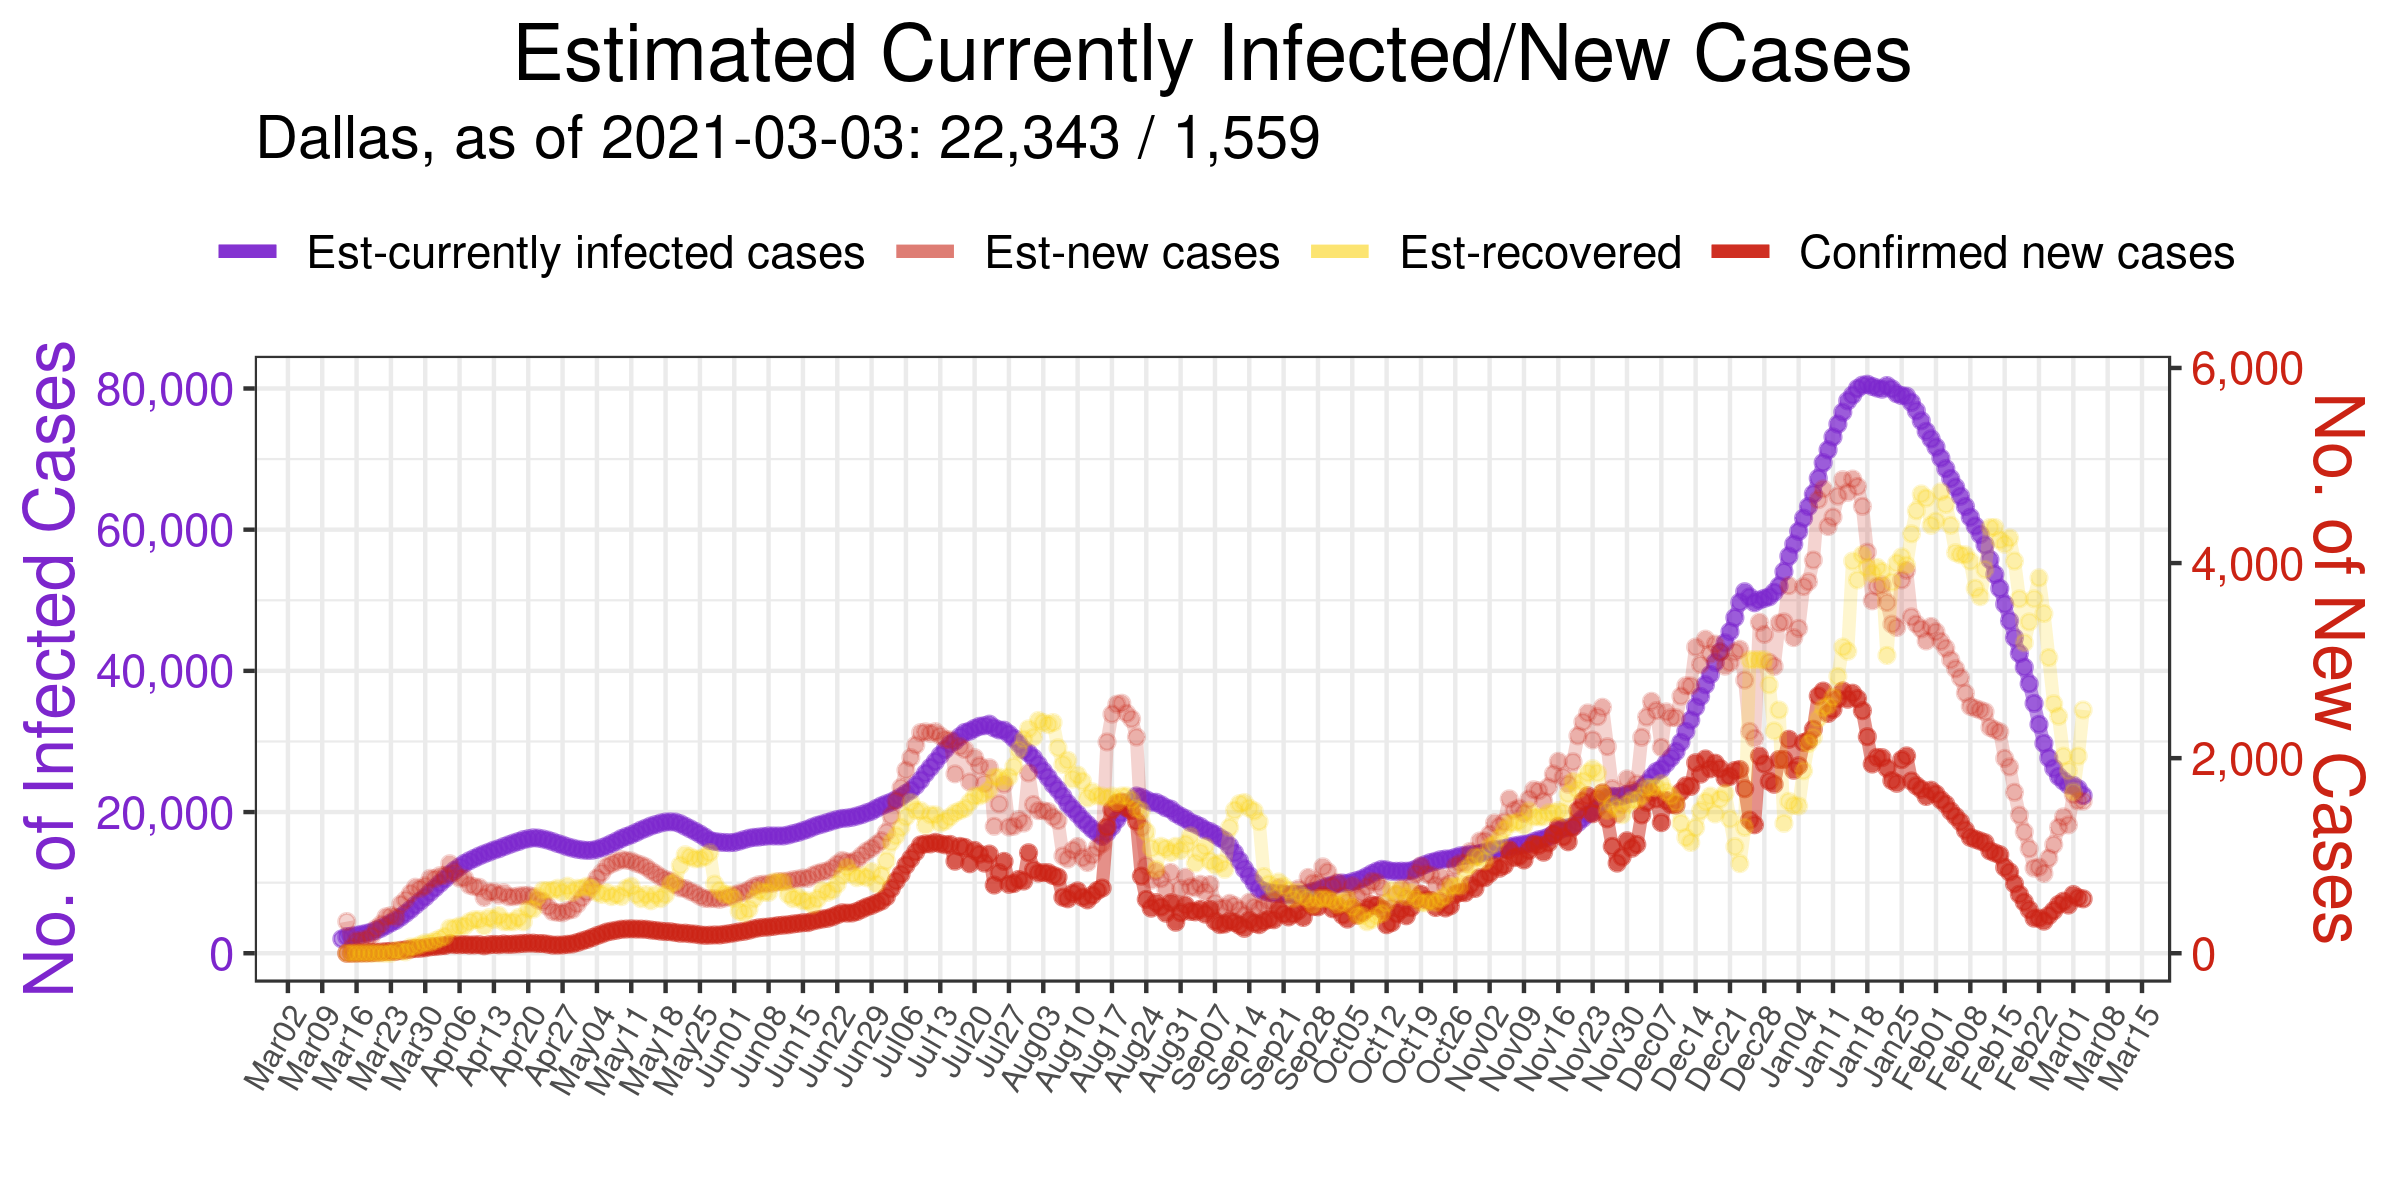 Estimated Currently Infected/New Cases
Dallas, as of 2021-03-03: 22,343 / 1,559
Est-currently infected cases Est-new cases Est-recovered Confirmed new cases
No. of Infected Cases
80,000
60,000
40,000
20,000
0
6,000
4,000
2,000
0
No. of New Cases
Mar02 Mar09 Mar16 Mar23 Mar30 Apr06 Apr13 Apr20 Apr27 May04 May11 May18 May25 Jun01 Jun08 Jun15 Jun22 Jun29 Jul06 Jul13 Jul20 Jul27 Aug03 Aug10 Aug17 Aug24 Aug31 Sep07 Sep14 Sep21 Sep28 Oct05 Oct12 Oct19 Oct26 Nov02 Nov09 Nov16 Nov23 Nov30 Dec07 Dec14 Dec21 Dec28 Jan04 Jan11 Jan18 Jan25 Feb01 Feb08 Feb15 Feb22 Mar01 Mar08 Mar15